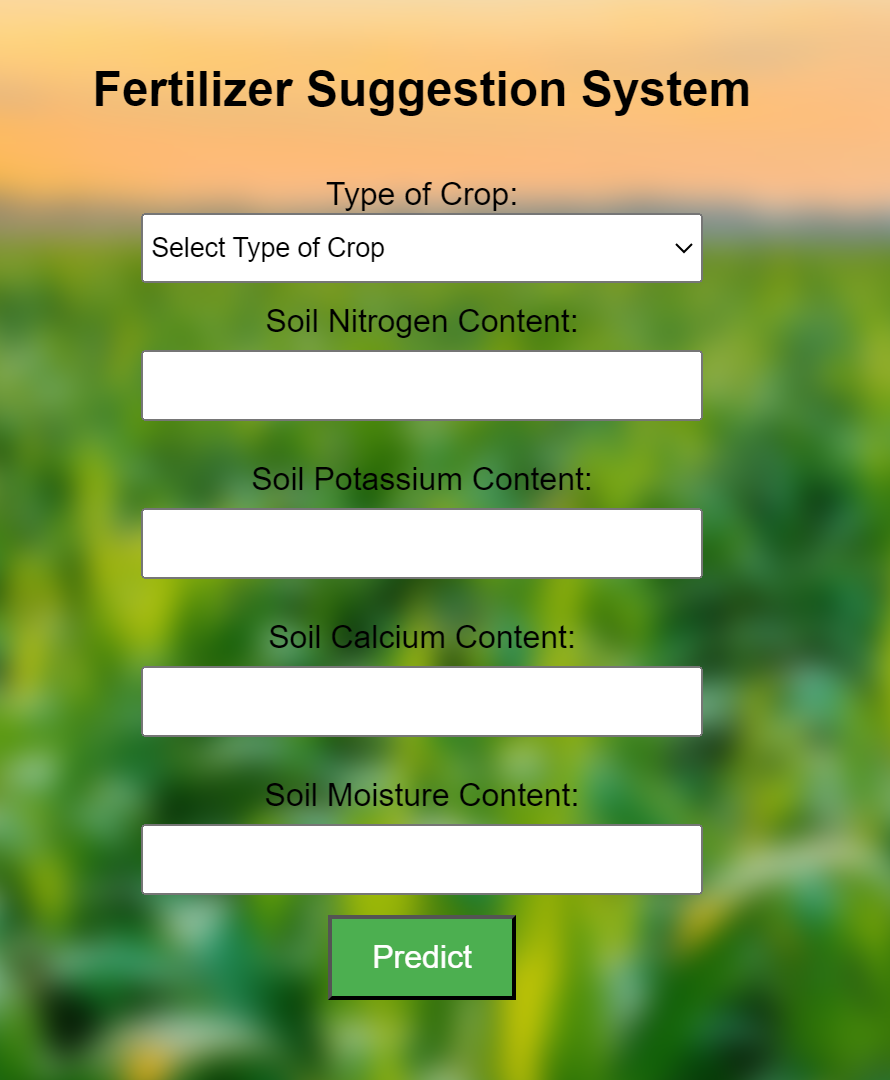 Fertilizer Suggestion System
Type of Crop:
Select Type of Crop
Soil Nitrogen Content:
Soil Potassium Content:
Soil Calcium Content:
Soil Moisture Content:
Predict